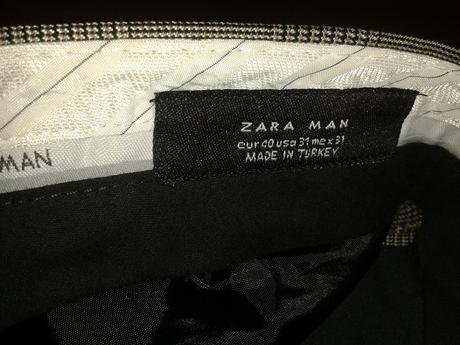 ZARA MAN
eur 40 usa 31 mex 31
MADE IN TURKEY
MAN